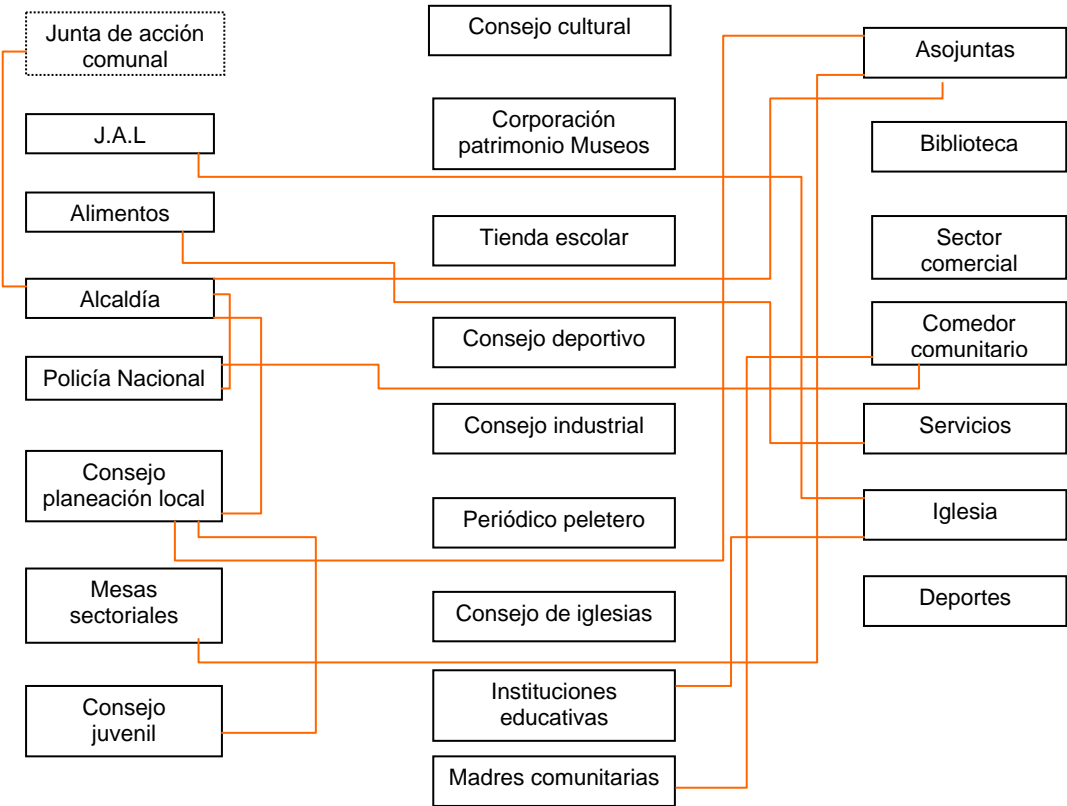 Junta de acción
comunal
J.A.L
Alimentos
Alcaldía
Policía Nacional
Consejo
planeación local
Mesas
sectoriales
Consejo
juvenil
Consejo cultural
Corporación
patrimonio Museos
Tienda escolar
Consejo deportivo
Consejo industrial
Periódico peletero
Consejo de iglesias
Instituciones
educativas
Madres comunitarias
Asojuntas
Biblioteca
Sector
comercial
Comedor
comunitario
Servicios
Iglesia
Deportes